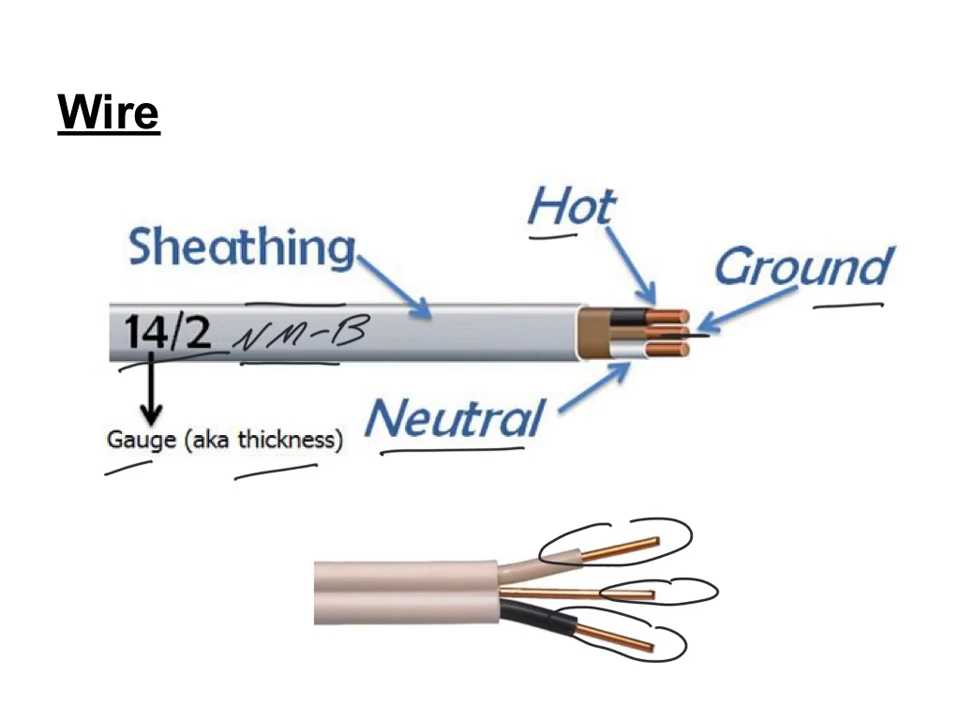 Wire
Hot
Sheathing
Ground
14/2 NM-B
Neutral
Gauge (aka thickness)